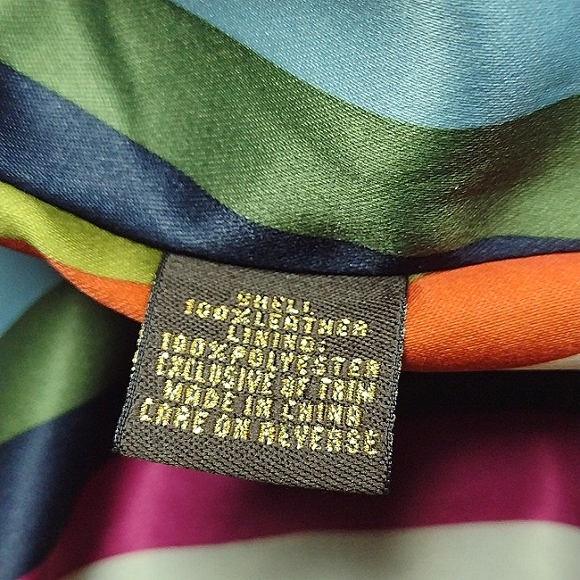 SHELL
100%LEATHER
LINING:
100%POLYESTER
EXCLUSIVE OF TRIM
MADE IN CHINA
CARE ON REVERSE